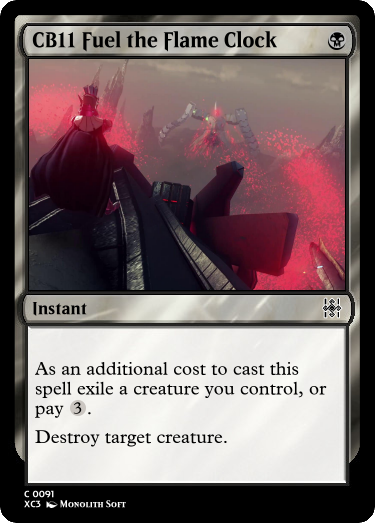 CB11 Fuel the Flame Clock
Instant
As an additional cost to cast this
spell exile a creature you control, or
pay 3.
Destroy target creature.
C 0091
XC3 Monolith Soft